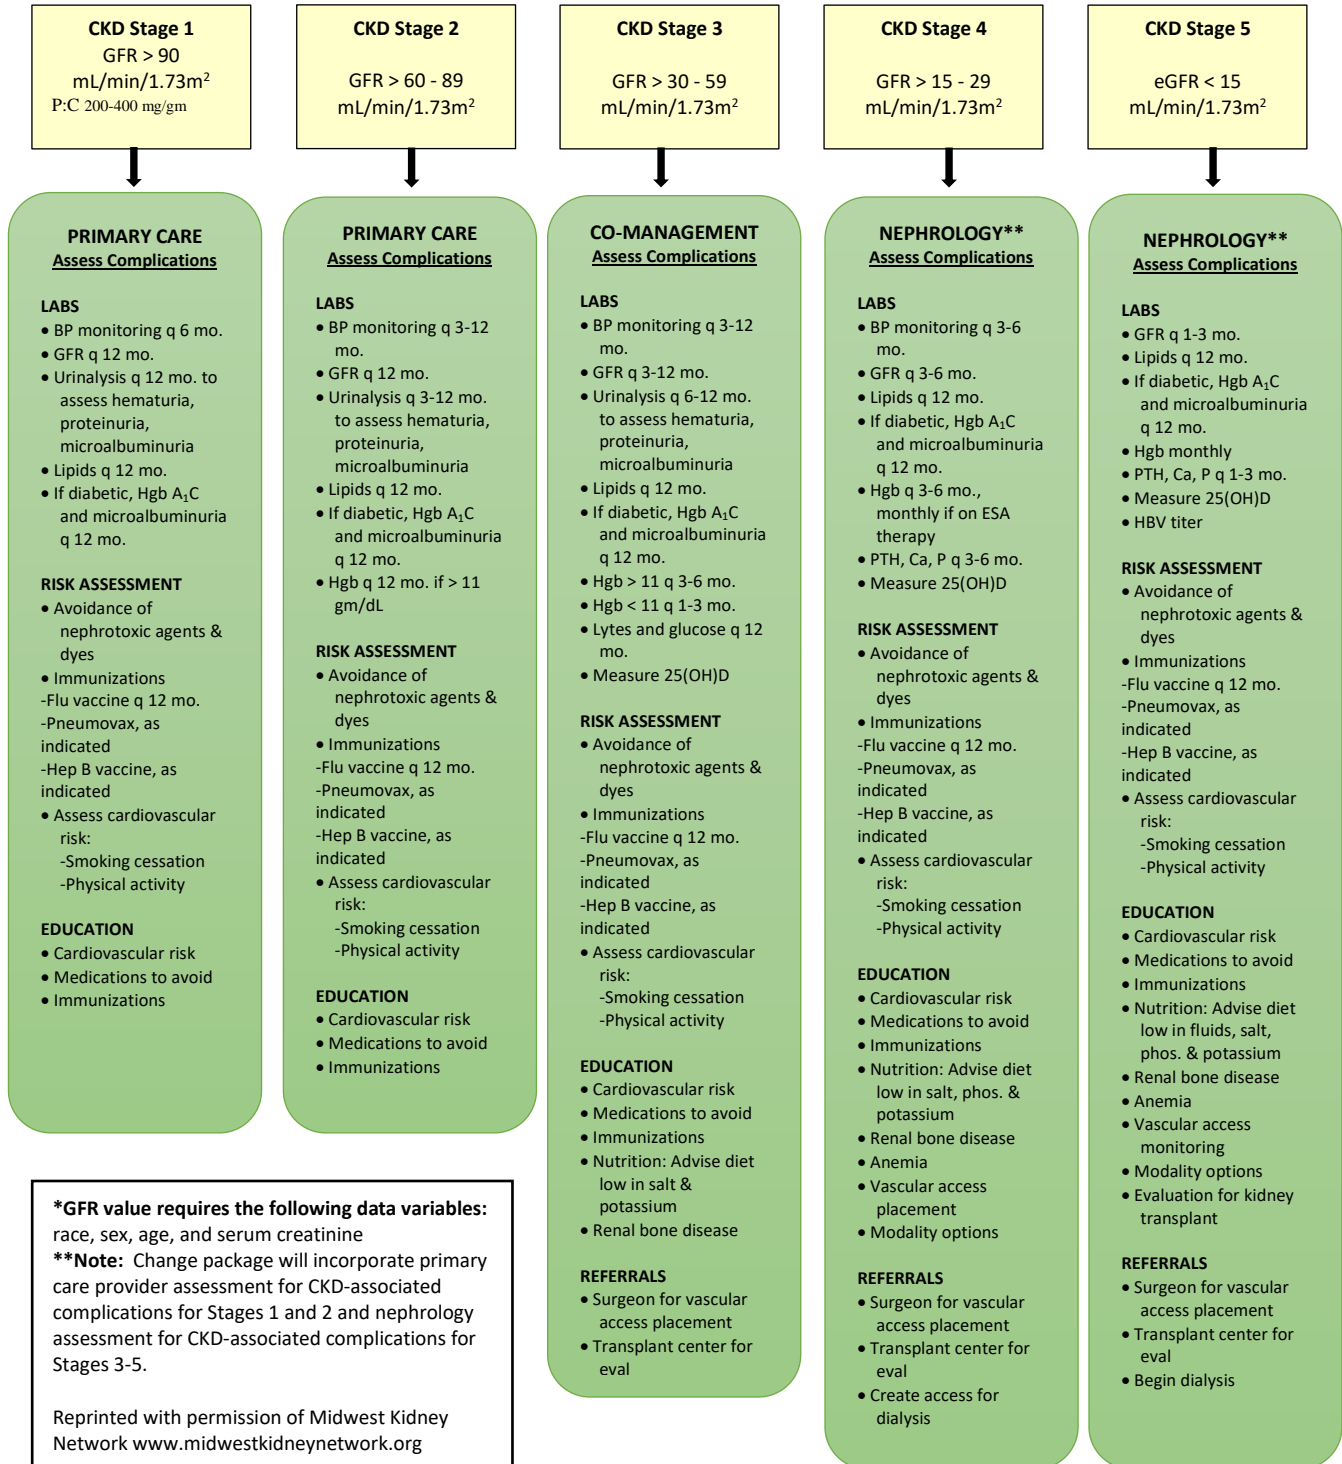 CKD Stage 1
GFR > 90
mL/min/1.73m²
P:C 200-400 mg/gm
CKD Stage 2
GFR > 60 - 89
mL/min/1.73m²
CKD Stage 3
GFR > 30 - 59
mL/min/1.73m²
CKD Stage 4
GFR > 15 - 29
mL/min/1.73m²
CKD Stage 5
eGFR < 15
mL/min/1.73m²
PRIMARY CARE
Assess Complications
LABS
• BP monitoring q 6 mo.
• GFR q 12 mo.
• Urinalysis q 12 mo. to
assess hematuria,
proteinuria,
microalbuminuria
• Lipids q 12 mo.
• If diabetic, Hgb A₁C
and microalbuminuria
q 12 mo.
RISK ASSESSMENT
• Avoidance of
nephrotoxic agents &
dyes
• Immunizations
-Flu vaccine q 12 mo.
-Pneumovax, as
indicated
-Hep B vaccine, as
indicated
• Assess cardiovascular
risk:
-Smoking cessation
-Physical activity
EDUCATION
• Cardiovascular risk
• Medications to avoid
• Immunizations
PRIMARY CARE
Assess Complications
LABS
• BP monitoring q 3-12
mo.
• GFR q 12 mo.
• Urinalysis q 3-12 mo.
to assess hematuria,
proteinuria,
microalbuminuria
• Lipids q 12 mo.
• If diabetic, Hgb A₁C
and microalbuminuria
q 12 mo.
• Hgb q 12 mo. if > 11
gm/dL
RISK ASSESSMENT
• Avoidance of
nephrotoxic agents &
dyes
• Immunizations
-Flu vaccine q 12 mo.
-Pneumovax, as
indicated
-Hep B vaccine, as
indicated
• Assess cardiovascular
risk:
-Smoking cessation
-Physical activity
EDUCATION
• Cardiovascular risk
• Medications to avoid
• Immunizations
CO-MANAGEMENT
Assess Complications
LABS
• BP monitoring q 3-12
mo.
• GFR q 3-12 mo.
• Urinalysis q 6-12 mo.
to assess hematuria,
proteinuria,
microalbuminuria
• Lipids q 12 mo.
• If diabetic, Hgb A₁C
and microalbuminuria
q 12 mo.
• Hgb > 11 q 3-6 mo.
• Hgb < 11 q 1-3 mo.
• Lytes and glucose q 12
mo.
• Measure 25(OH)D
RISK ASSESSMENT
• Avoidance of
nephrotoxic agents &
dyes
• Immunizations
-Flu vaccine q 12 mo.
-Pneumovax, as
indicated
-Hep B vaccine, as
indicated
• Assess cardiovascular
risk:
-Smoking cessation
-Physical activity
EDUCATION
• Cardiovascular risk
• Medications to avoid
• Immunizations
• Nutrition: Advise diet
low in salt &
potassium
• Renal bone disease
REFERRALS
• Surgeon for vascular
access placement
• Transplant center for
eval
NEPHROLOGY**
Assess Complications
LABS
• BP monitoring q 3-6
mo.
• GFR q 3-6 mo.
• Lipids q 12 mo.
• If diabetic, Hgb A₁C
and microalbuminuria
q 12 mo.
• Hgb q 3-6 mo.,
monthly if on ESA
therapy
• PTH, Ca, P q 3-6 mo.
• Measure 25(OH)D
RISK ASSESSMENT
• Avoidance of
nephrotoxic agents &
dyes
• Immunizations
-Flu vaccine q 12 mo.
-Pneumovax, as
indicated
-Hep B vaccine, as
indicated
• Assess cardiovascular
risk:
-Smoking cessation
-Physical activity
EDUCATION
• Cardiovascular risk
• Medications to avoid
• Immunizations
• Nutrition: Advise diet
low in salt, phos. &
potassium
• Renal bone disease
• Anemia
• Vascular access
placement
• Modality options
REFERRALS
• Surgeon for vascular
access placement
• Transplant center for
eval
• Create access for
dialysis
NEPHROLOGY**
Assess Complications
LABS
• GFR q 1-3 mo.
• Lipids q 12 mo.
• If diabetic, Hgb A₁C
and microalbuminuria
q 12 mo.
• Hgb monthly
• PTH, Ca, P q 1-3 mo.
• Measure 25(OH)D
• HBV titer
RISK ASSESSMENT
• Avoidance of
nephrotoxic agents &
dyes
• Immunizations
-Flu vaccine q 12 mo.
-Pneumovax, as
indicated
-Hep B vaccine, as
indicated
• Assess cardiovascular
risk:
-Smoking cessation
-Physical activity
EDUCATION
• Cardiovascular risk
• Medications to avoid
• Immunizations
• Nutrition: Advise diet
low in fluids, salt,
phos. & potassium
• Renal bone disease
• Anemia
• Vascular access
monitoring
• Modality options
• Evaluation for kidney
transplant
REFERRALS
• Surgeon for vascular
access placement
• Transplant center for
eval
• Begin dialysis
*GFR value requires the following data variables:
race, sex, age, and serum creatinine
**Note: Change package will incorporate primary
care provider assessment for CKD-associated
complications for Stages 1 and 2 and nephrology
assessment for CKD-associated complications for
Stages 3-5.
Reprinted with permission of Midwest Kidney
Network www.midwestkidneynetwork.org